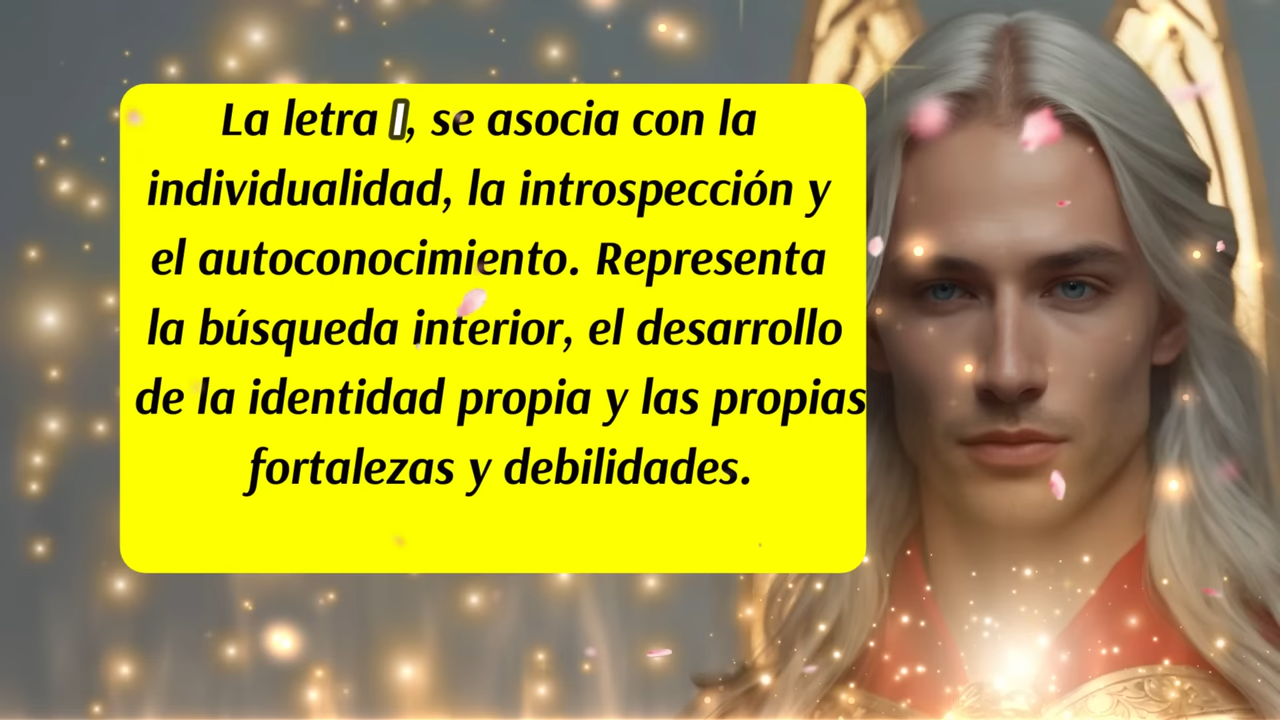 La letra I, se asocia con la
individualidad, la introspección y
el autoconocimiento. Representa
la búsqueda interior, el desarrollo
de la identidad propia y las propias
fortalezas y debilidades.